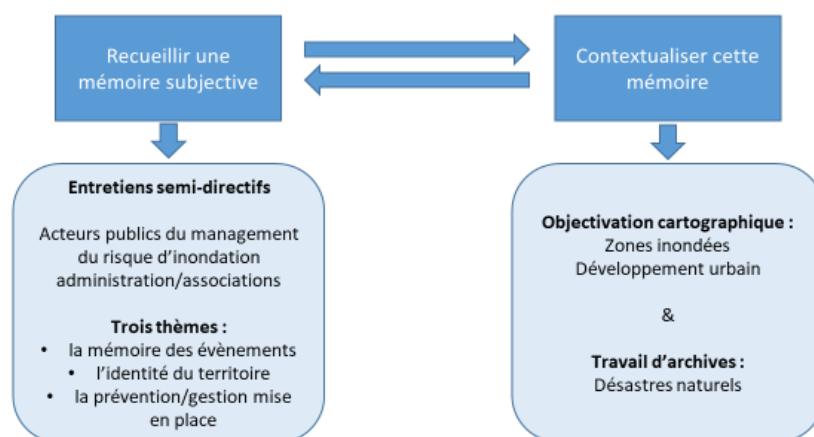 Recueillir une
mémoire subjective
Contextualiser cette
mémoire
Entretiens semi-directifs
Acteurs publics du management
du risque d'inondation
administration/associations
Trois thèmes :
• la mémoire des évènements
• l'identité du territoire
• la prévention/gestion mise
en place
Objectivation cartographique :
Zones inondées
Développement urbain
&
Travail d'archives :
Désastres naturels